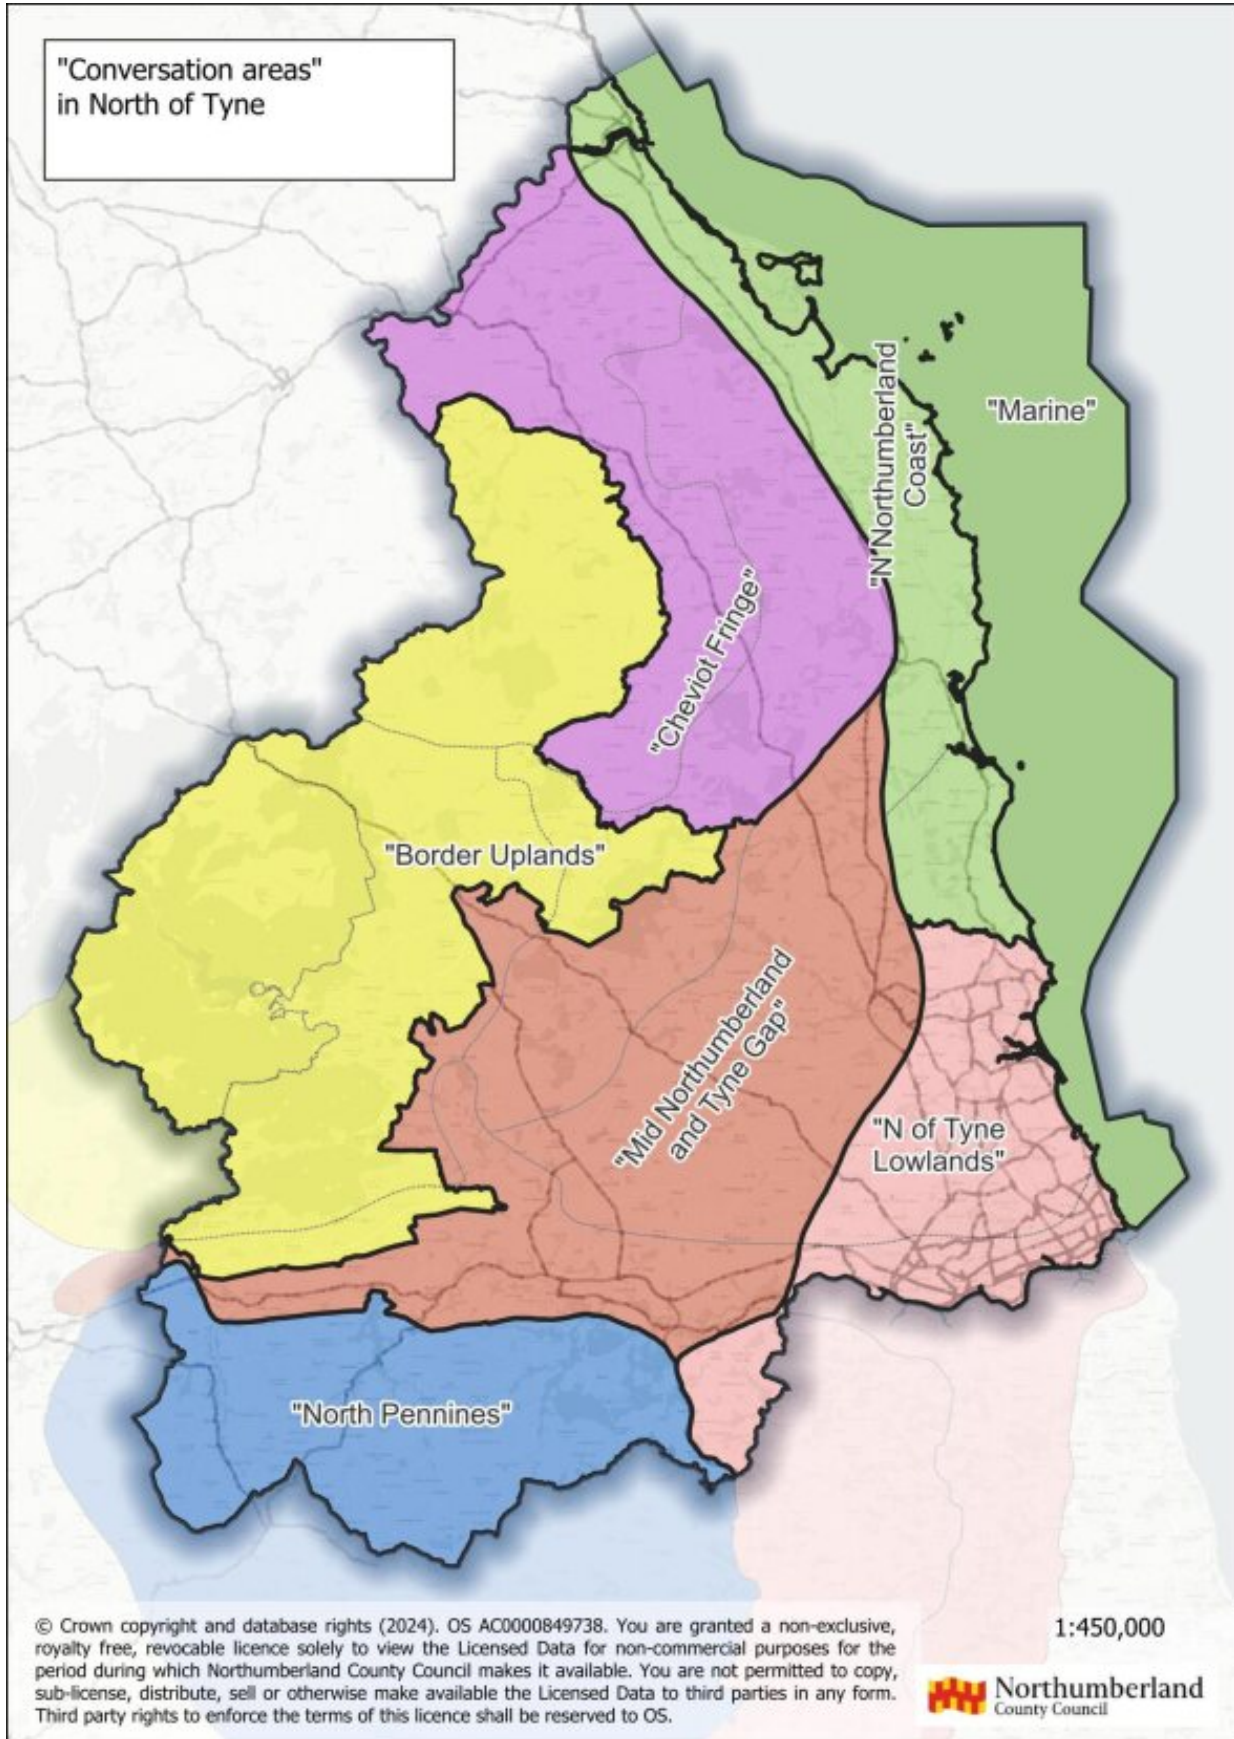 "Conversation areas"
in North of Tyne
"Marine"
"N Northumberland
Coast"
"Cheviot Fringe"
"Border Uplands"
"Mid Northumberland
and Tyne Gap"
"N of Tyne
Lowlands"
"North Pennines"
© Crown copyright and database rights (2024). OS AC0000849738. You are granted a non-exclusive,
royalty free, revocable licence solely to view the Licensed Data for non-commercial purposes for the
period during which Northumberland County Council makes it available. You are not permitted to copy,
sub-license, distribute, sell or otherwise make available the Licensed Data to third parties in any form.
Third party rights to enforce the terms of this licence shall be reserved to OS.
1:450,000
Northumberland
County Council